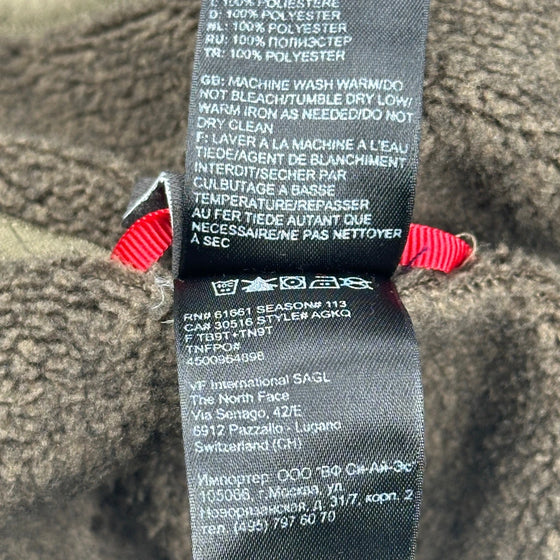 I: 100% POLIESTERE
D: 100% POLYESTER
NL: 100% POLYESTER
RU: 100% ПОЛИЭСТЕР
TR: 100% POLYESTER
GB: MACHINE WASH WARM/DO
NOT BLEACH/TUMBLE DRY LOW/
WARM IRON AS NEEDED/DO NOT
DRY CLEAN
F: LAVER A LA MACHINE A L'EAU
TIEDE/AGENT DE BLANCHIMENT
INTERDIT/SECHER PAR
CULBUTAGE A BASSE
TEMPERATURE/REPASSER
AU FER TIEDE AUTANT QUE
NECESSAIRE/NE PAS NETTOYER
A SEC
RN# 61661 SEASON# 113
CA# 30516 STYLE# AGKQ
F TB9T+TN9T
TNFPO#
4500964898
VF International SAGL
The North Face
Via Senago, 42/E
6912 Pazzallo - Lugano
Switzerland (CH)
Импортер: ООО "ВФ Си-Ай-Эс"
105066, г.Москва, ул.
Новорязанская, д. 31/7, корп. 2
тел. (495) 797 60 70